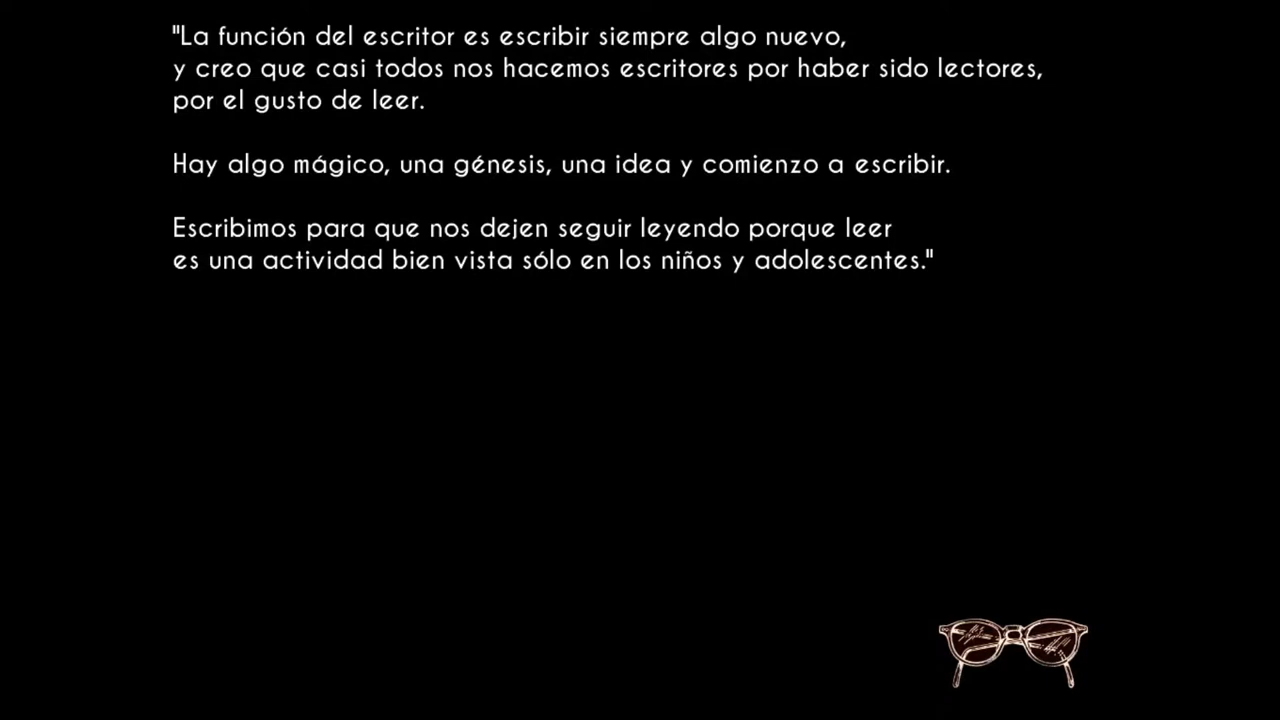 "La función del escritor es escribir siempre algo nuevo,
y creo que casi todos nos hacemos escritores por haber sido lectores,
por el gusto de leer.
Hay algo mágico, una génesis, una idea y comienzo a escribir.
Escribimos para que nos dejen seguir leyendo porque leer
es una actividad bien vista sólo en los niños y adolescentes."